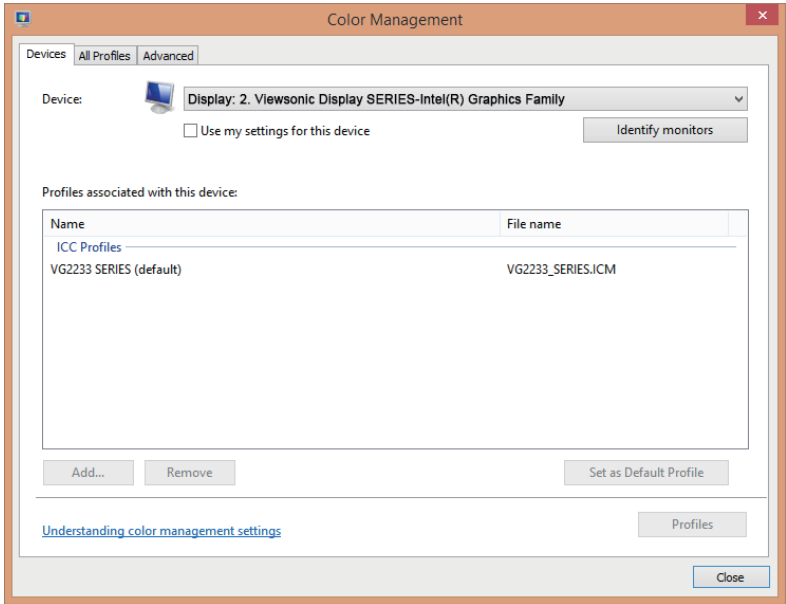 Color Management
Devices All Profiles Advanced
Device: Display: 2. Viewsonic Display SERIES-Intel(R) Graphics Family
Use my settings for this device Identify monitors
Profiles associated with this device:
Name File name
ICC Profiles
VG2233 SERIES (default) VG2233_SERIES.ICM
Add... Remove Set as Default Profile
Understanding color management settings Profiles
Close